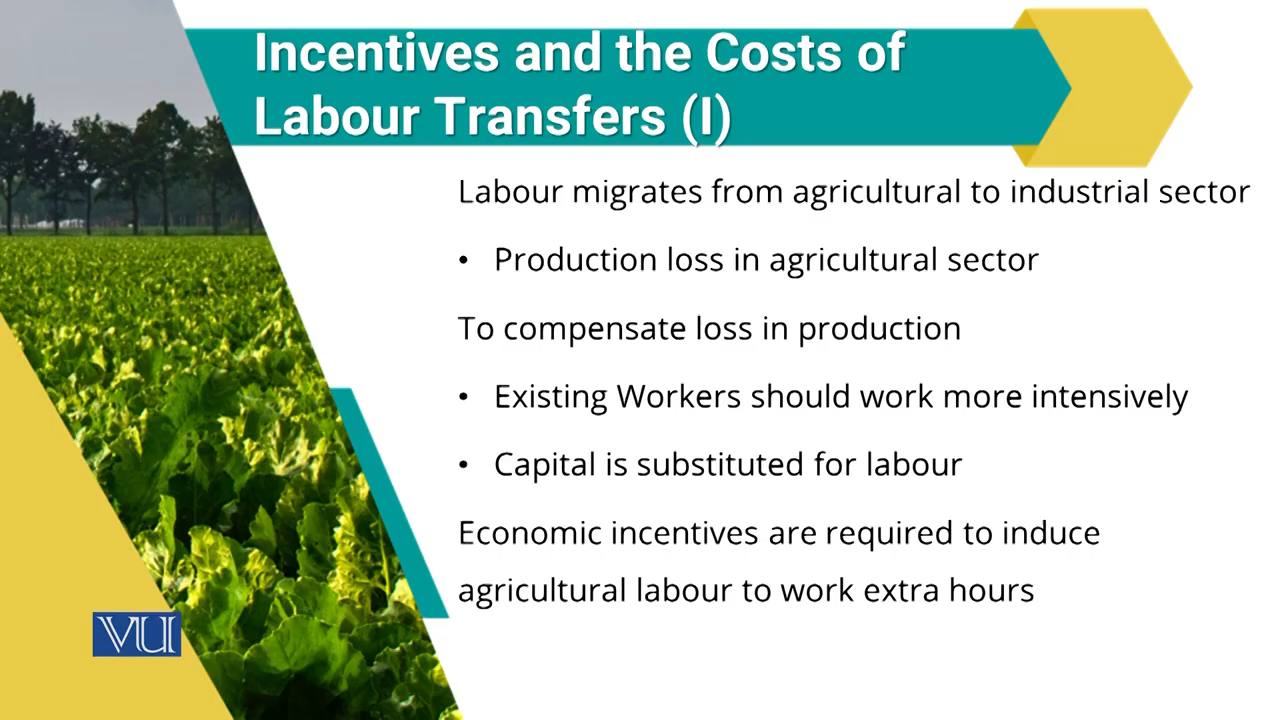 Incentives and the Costs of
Labour Transfers (I)
Labour migrates from agricultural to industrial sector
• Production loss in agricultural sector
To compensate loss in production
• Existing Workers should work more intensively
• Capital is substituted for labour
Economic incentives are required to induce
agricultural labour to work extra hours
VU